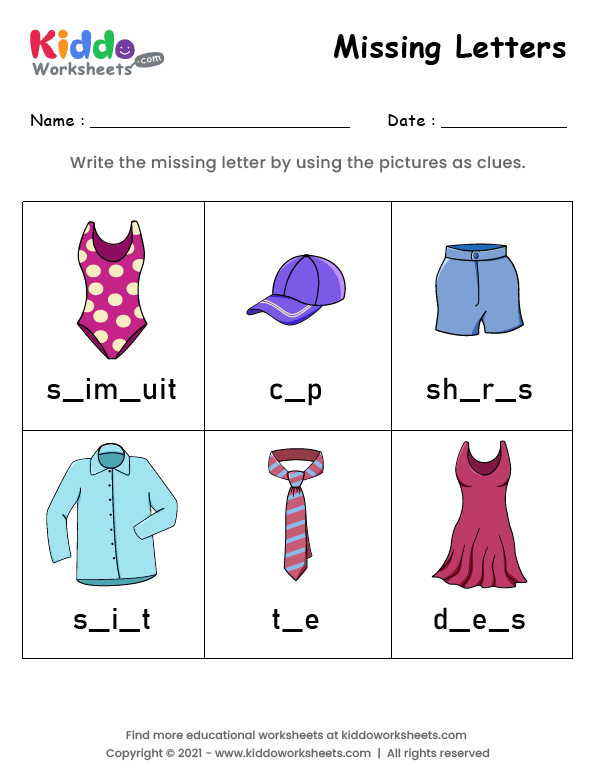 Kiddo
Worksheets.com
Missing Letters
Name : ____________________ Date : __________
Write the missing letter by using the pictures as clues.
s_im_uit c_p sh_r_s
s_i_t t_e d_e_s
Find more educational worksheets at kiddoworksheets.com
Copyright © 2021 - www.kiddoworksheets.com | All rights reserved